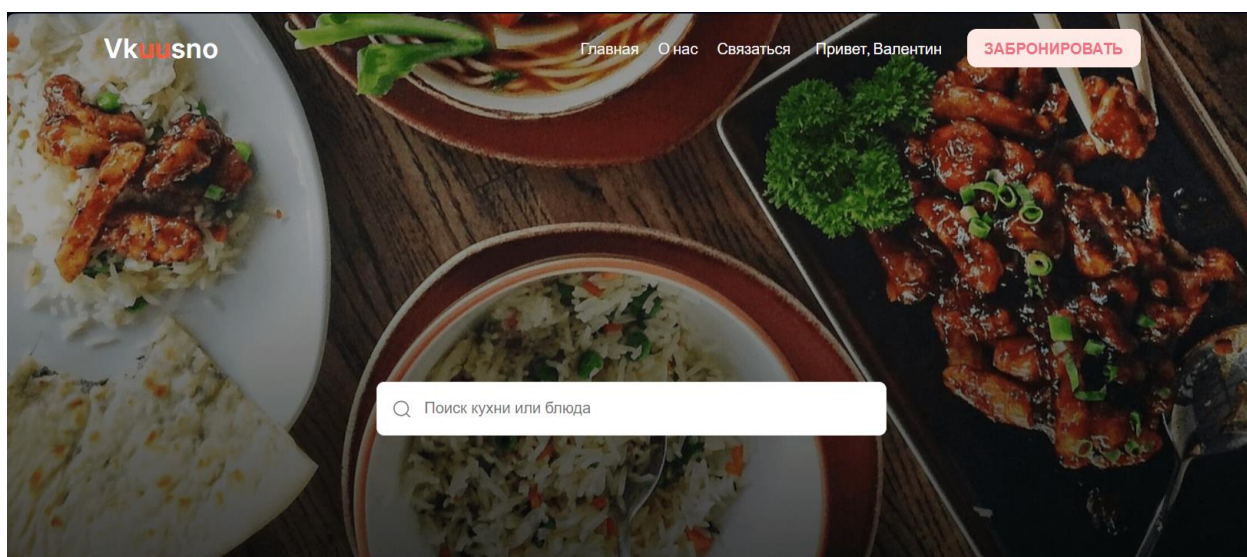 Vkuusno
Главная О нас Связаться Привет, Валентин ЗАБРОНИРОВАТЬ
Поиск кухни или блюда